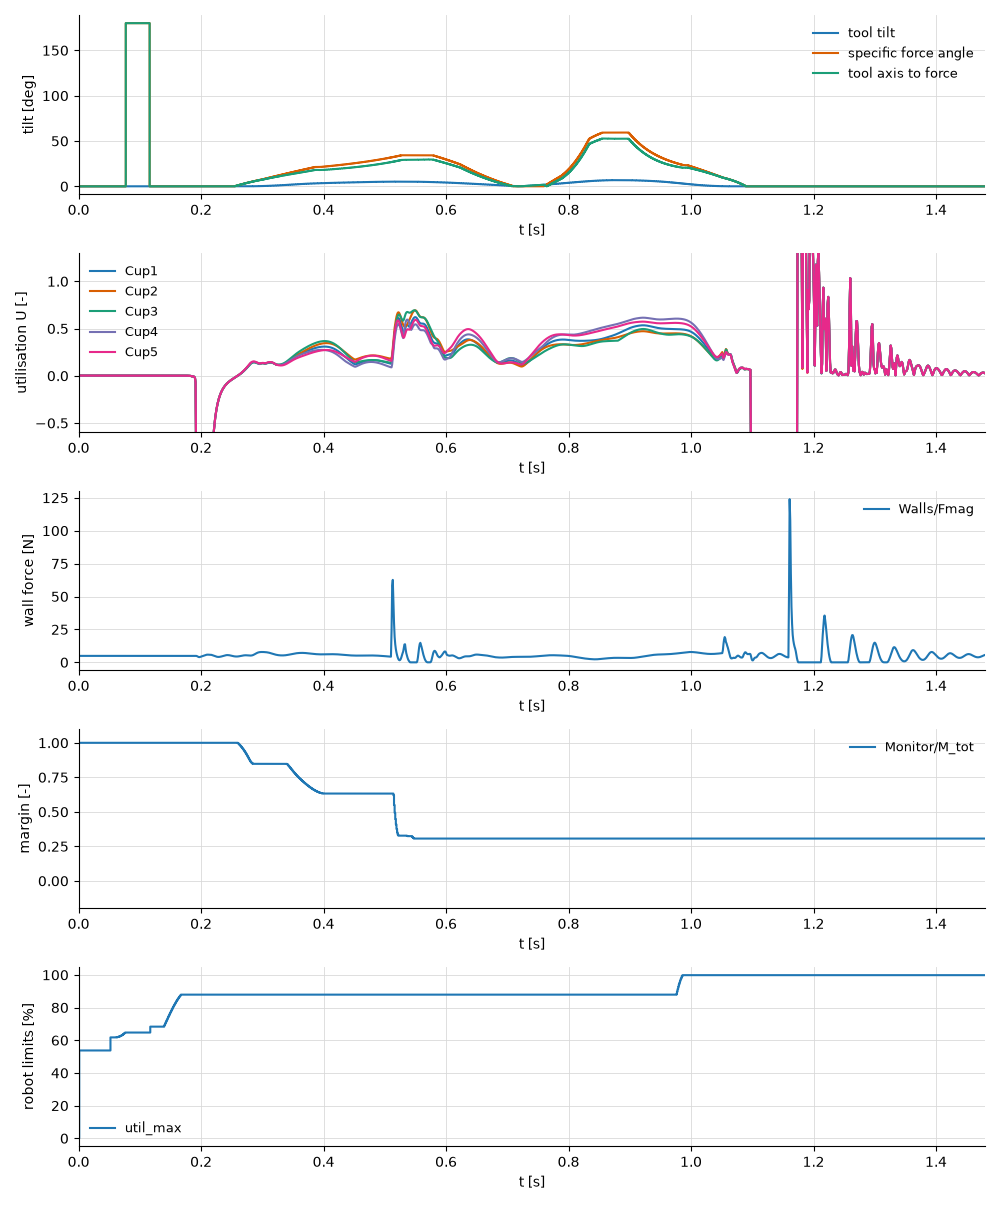 tilt [deg]
150
100
50
0
tool tilt
specific force angle
tool axis to force
0.0 0.2 0.4 0.6 0.8 1.0 1.2 1.4
t [s]
utilisation U [-]
1.0
0.5
0.0
−0.5
Cup1
Cup2
Cup3
Cup4
Cup5
0.0 0.2 0.4 0.6 0.8 1.0 1.2 1.4
t [s]
wall force [N]
125
100
75
50
25
0
Walls/Fmag
0.0 0.2 0.4 0.6 0.8 1.0 1.2 1.4
t [s]
margin [-]
1.00
0.75
0.50
0.25
0.00
Monitor/M_tot
0.0 0.2 0.4 0.6 0.8 1.0 1.2 1.4
t [s]
robot limits [%]
100
80
60
40
20
0
util_max
0.0 0.2 0.4 0.6 0.8 1.0 1.2 1.4
t [s]